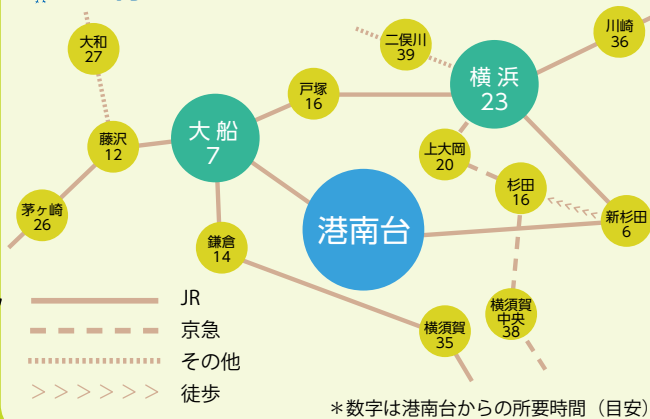 大和
27
二俣川
39
川崎
36
横浜
23
戸塚
16
大船
7
藤沢
12
上大岡
20
杉田
16
茅ヶ崎
26
港南台
新杉田
6
鎌倉
14
横須賀
35
横須賀
中央
38
JR
京急
その他
徒歩
＊数字は港南台からの所要時間（目安）